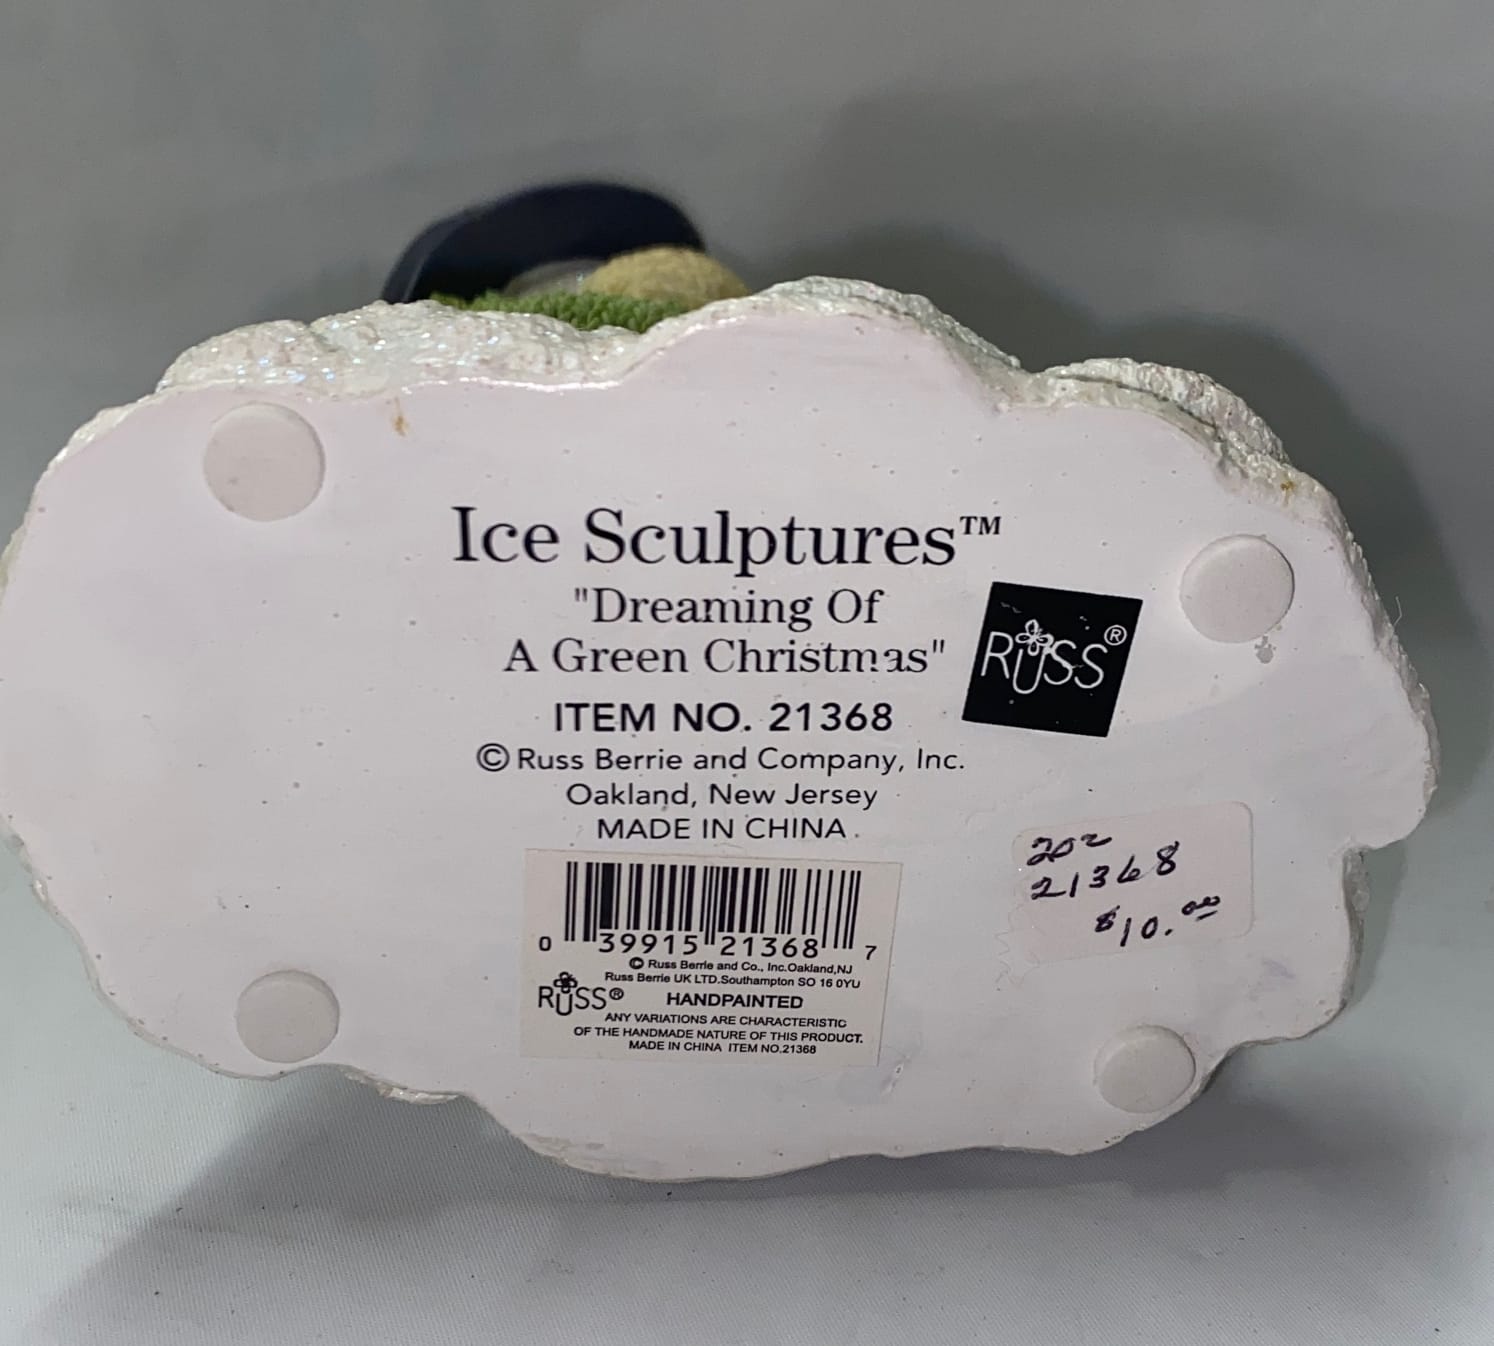 Ice Sculptures™
"Dreaming Of
A Green Christmas"
ITEM NO. 21368
© Russ Berrie and Company, Inc.
Oakland, New Jersey
MADE IN CHINA
RUSS®
0 39915 21368 7
© Russ Berrie and Co., Inc.Oakland,NJ
Russ Berrie UK LTD.Southampton SO 16 0YU
RUSS® HANDPAINTED
ANY VARIATIONS ARE CHARACTERISTIC
OF THE HANDMADE NATURE OF THIS PRODUCT.
MADE IN CHINA ITEM NO.21368
21368
$10.00